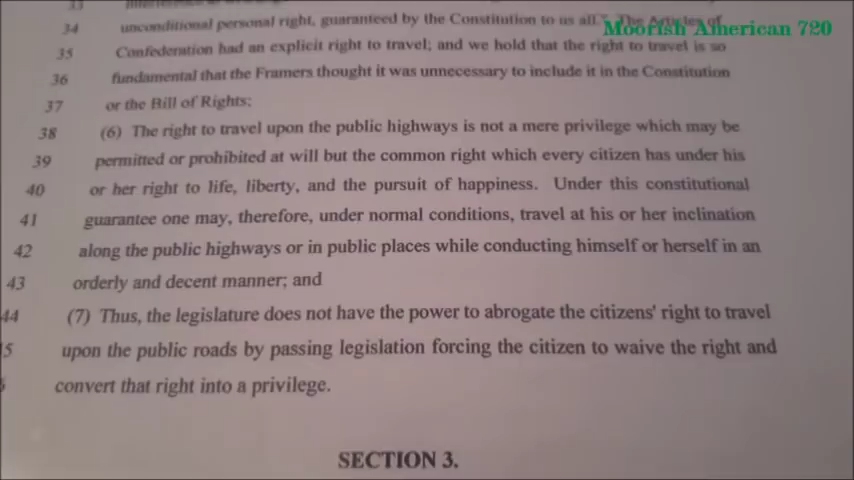 Moorish American 720
33
34 unconditional personal right, guaranteed by the Constitution to us all." The Articles of
35 Confederation had an explicit right to travel; and we hold that the right to travel is so
36 fundamental that the Framers thought it was unnecessary to include it in the Constitution
37 or the Bill of Rights;
38 (6) The right to travel upon the public highways is not a mere privilege which may be
39 permitted or prohibited at will but the common right which every citizen has under his
40 or her right to life, liberty, and the pursuit of happiness. Under this constitutional
41 guarantee one may, therefore, under normal conditions, travel at his or her inclination
42 along the public highways or in public places while conducting himself or herself in an
43 orderly and decent manner; and
44 (7) Thus, the legislature does not have the power to abrogate the citizens' right to travel
5 upon the public roads by passing legislation forcing the citizen to waive the right and
convert that right into a privilege.
SECTION 3.